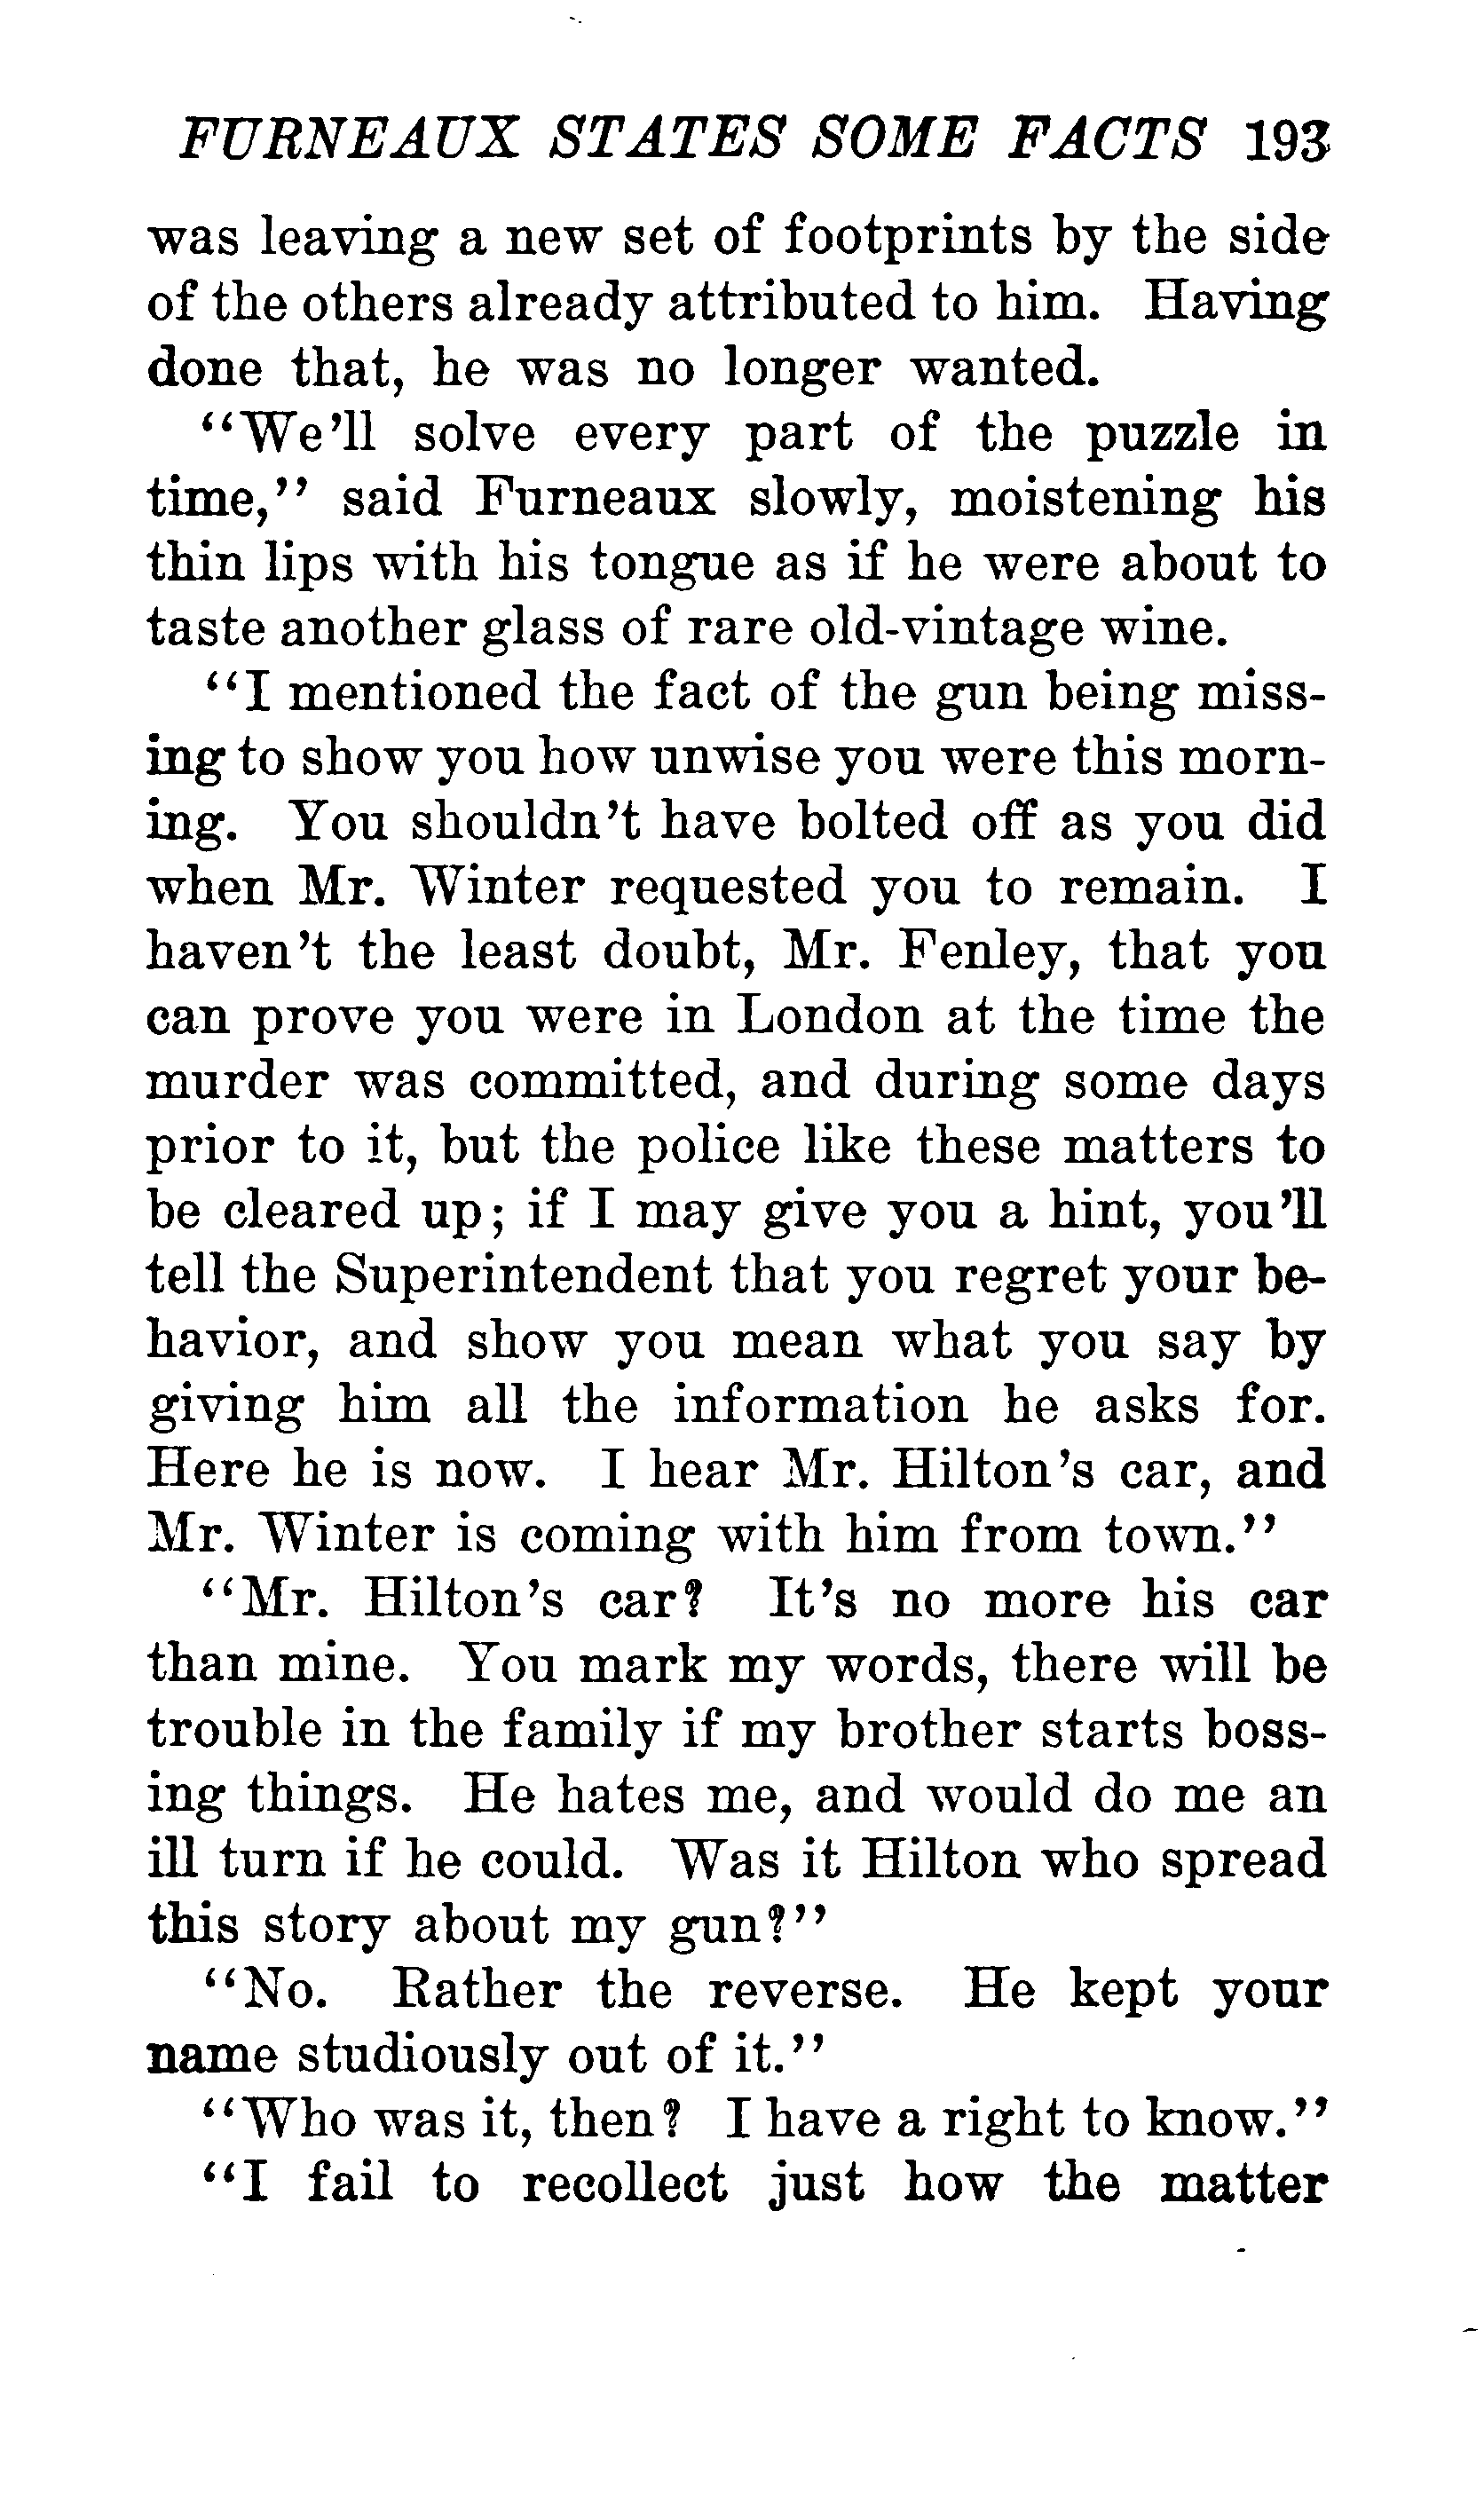 FURNEAUX STATES SOME FACTS 193
was leaving a new set of footprints by the side
of the others already attributed to him. Having
done that, he was no longer wanted.
"We'll solve every part of the puzzle in
time," said Furneaux slowly, moistening his
thin lips with his tongue as if he were about to
taste another glass of rare old-vintage wine.
"I mentioned the fact of the gun being miss-
ing to show you how unwise you were this morn-
ing. You shouldn't have bolted off as you did
when Mr. Winter requested you to remain. I
haven't the least doubt, Mr. Fenley, that you
can prove you were in London at the time the
murder was committed, and during some days
prior to it, but the police like these matters to
be cleared up; if I may give you a hint, you'll
tell the Superintendent that you regret your be-
havior, and show you mean what you say by
giving him all the information he asks for.
Here he is now. I hear Mr. Hilton's car, and
Mr. Winter is coming with him from town."
"Mr. Hilton's car? It's no more his car
than mine. You mark my words, there will be
trouble in the family if my brother starts boss-
ing things. He hates me, and would do me an
ill turn if he could. Was it Hilton who spread
this story about my gun?"
"No. Rather the reverse. He kept your
name studiously out of it."
"Who was it, then? I have a right to know."
"I fail to recollect just how the matter